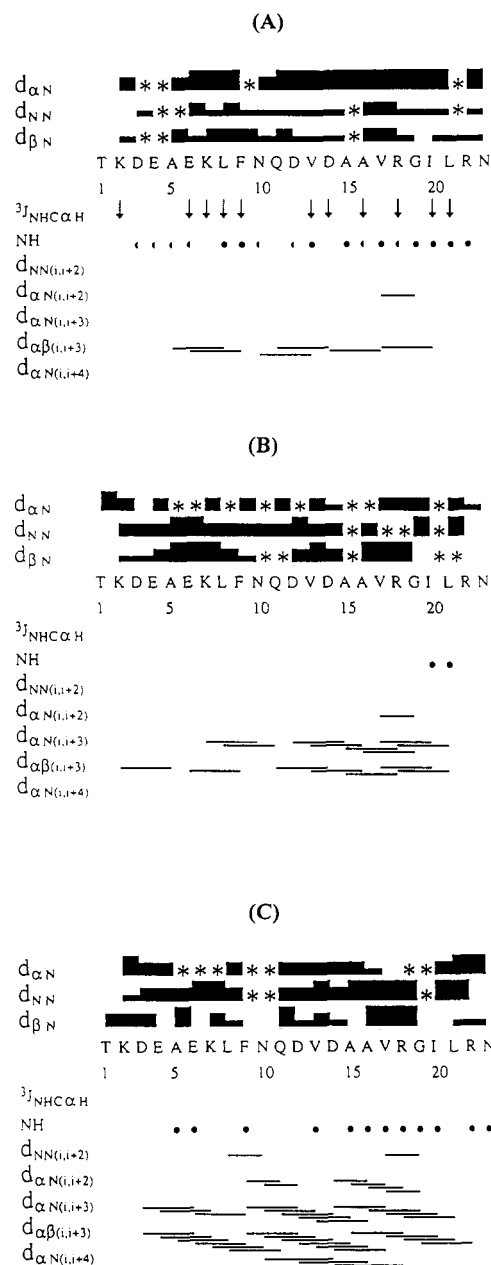 (A)
dαN * * * *
dNN * * * *
dβN * * *
T K D E A E K L F N Q D V D A A V R G I L R N
1 5 10 15 20
³JNHCαH
NH
dNN(i,i+2)
dαN(i,i+2)
dαN(i,i+3)
dαβ(i,i+3)
dαN(i,i+4)
(B)
dαN * * * * * * * *
dNN * * * *
dβN * * * * *
T K D E A E K L F N Q D V D A A V R G I L R N
1 5 10 15 20
³JNHCαH
NH
dNN(i,i+2)
dαN(i,i+2)
dαN(i,i+3)
dαβ(i,i+3)
dαN(i,i+4)
(C)
dαN * * * * * * *
dNN * * *
dβN
T K D E A E K L F N Q D V D A A V R G I L R N
1 5 10 15 20
³JNHCαH
NH
dNN(i,i+2)
dαN(i,i+2)
dαN(i,i+3)
dαβ(i,i+3)
dαN(i,i+4)